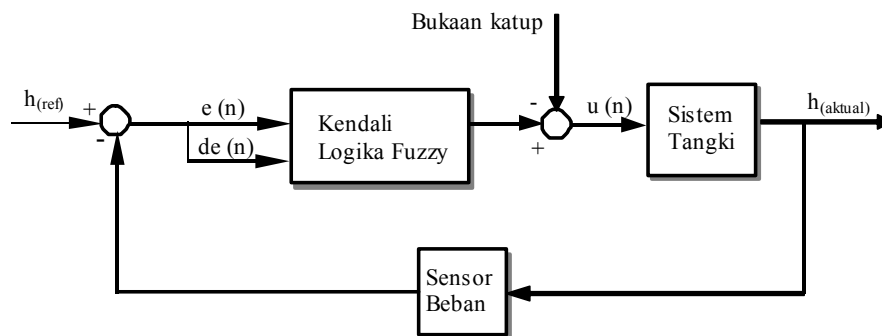 Bukaan katup
h(ref)
+
-
e (n)
de (n)
Kendali
Logika Fuzzy
-
+
u (n)
Sistem
Tangki
h(aktual)
Sensor
Beban